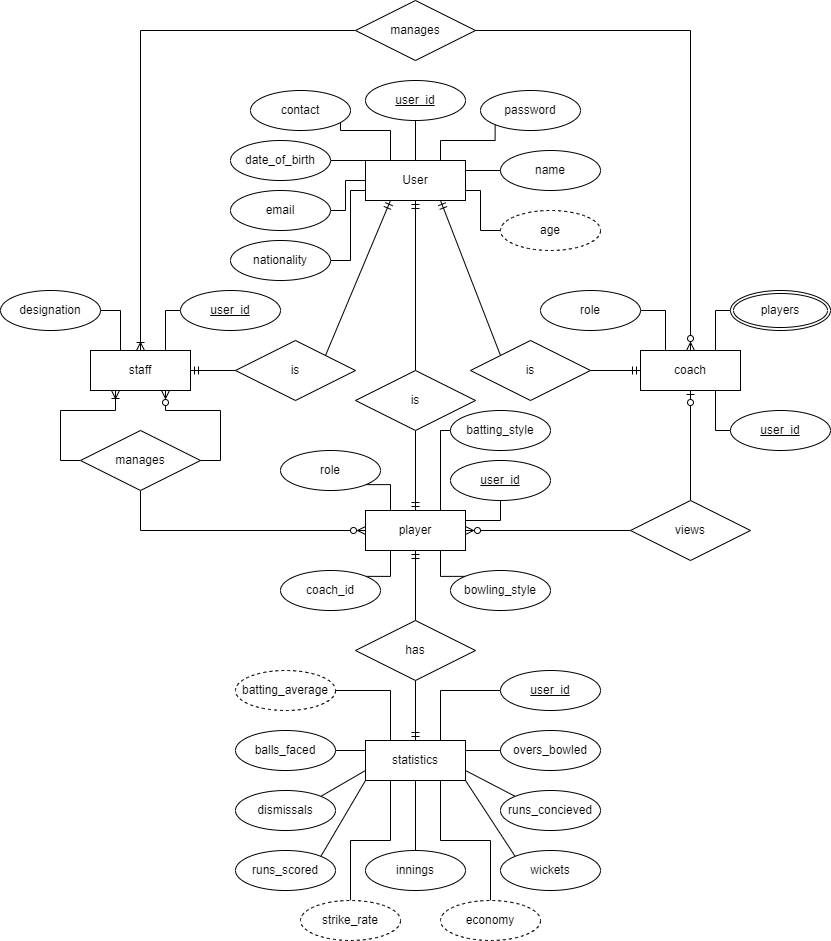 manages
user_id
contact
password
date_of_birth
name
User
email
age
nationality
designation
user_id
role
players
staff
is
is
coach
is
batting_style
user_id
manages
role
user_id
player
views
coach_id
bowling_style
has
batting_average
user_id
balls_faced
overs_bowled
statistics
dismissals
runs_concieved
runs_scored
innings
wickets
strike_rate
economy